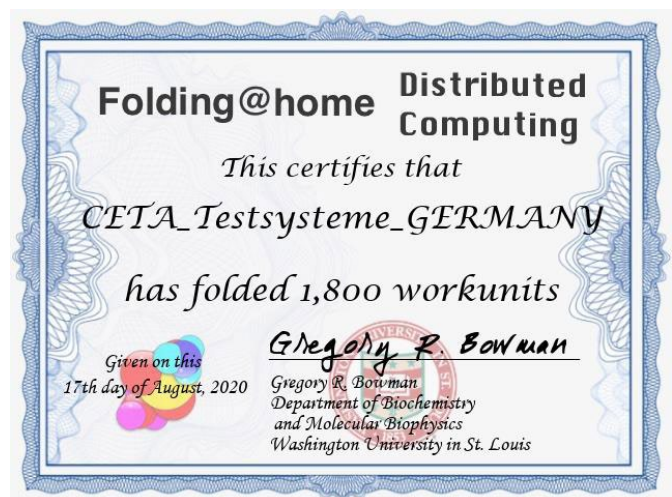 Folding@home
Distributed
Computing
This certifies that
CETA_Testsysteme_GERMANY
has folded 1,800 workunits
Given on this
17th day of August, 2020
Gregory R. Bowman
Gregory R. Bowman
Department of Biochemistry
and Molecular Biophysics
Washington University in St. Louis